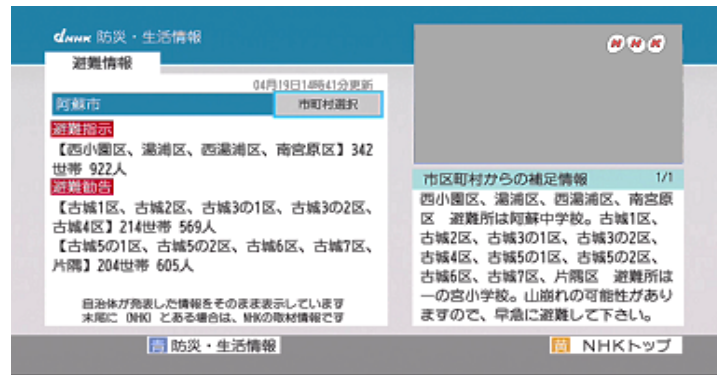 dNHK 防災・生活情報
NHK
避難情報
04月19日14時41分更新
阿蘇市
市町村選択
避難指示
【西小園区、湯浦区、西湯浦区、南宮原区】342
世帯 922人
避難勧告
【古城1区、古城2区、古城3の1区、古城3の2区、
古城4区】214世帯 569人
【古城5の1区、古城5の2区、古城6区、古城7区、
片隅】204世帯 605人
自治体が発表した情報をそのまま表示しています
末尾に（NHK）とある場合は、NHKの取材情報です
市区町村からの補足情報 1/1
西小園区、湯浦区、西湯浦区、南宮原
区　避難所は阿蘇中学校。古城1区、
古城2区、古城3の1区、古城3の2区、
古城4区、古城5の1区、古城5の2区、
古城6区、古城7区、片隅区　避難所は
一の宮小学校。山崩れの可能性があり
ますので、早急に避難して下さい。
青 防災・生活情報
黄 NHKトップ